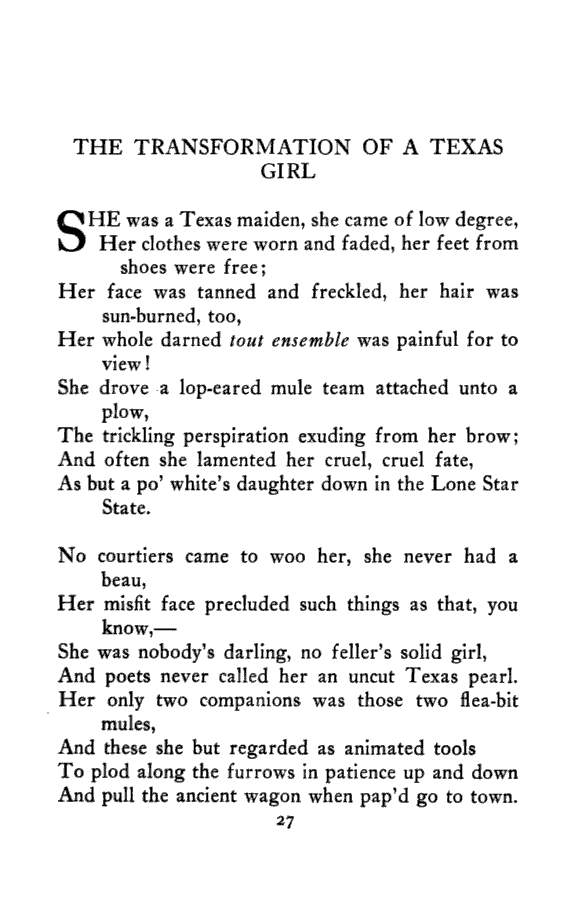 THE TRANSFORMATION OF A TEXAS
GIRL
SHE was a Texas maiden, she came of low degree,
Her clothes were worn and faded, her feet from
shoes were free;
Her face was tanned and freckled, her hair was
sun-burned, too,
Her whole darned tout ensemble was painful for to
view!
She drove a lop-eared mule team attached unto a
plow,
The trickling perspiration exuding from her brow;
And often she lamented her cruel, cruel fate,
As but a po' white's daughter down in the Lone Star
State.
No courtiers came to woo her, she never had a
beau,
Her misfit face precluded such things as that, you
know,—
She was nobody's darling, no feller's solid girl,
And poets never called her an uncut Texas pearl.
Her only two companions was those two flea-bit
mules,
And these she but regarded as animated tools
To plod along the furrows in patience up and down
And pull the ancient wagon when pap'd go to town.
27